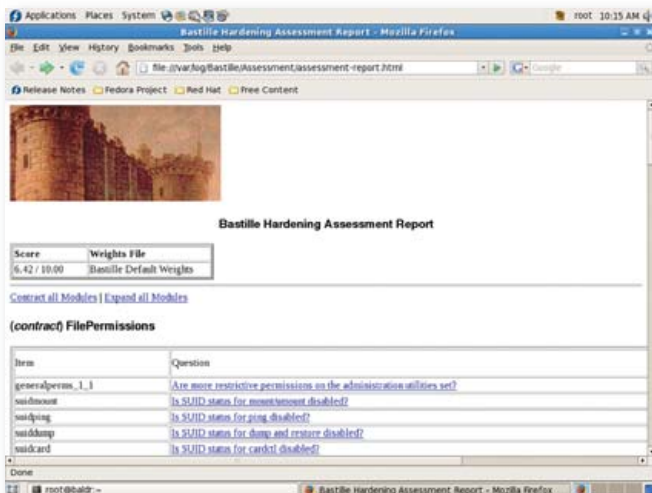 Applications Places System
root 10:15 AM
Bastille Hardening Assessment Report - Mozilla Firefox
File Edit View History Bookmarks Tools Help
file:///var/log/Bastille/Assessment/assessment-report.html
Google
Release Notes Fedora Project Red Hat Free Content
Bastille Hardening Assessment Report
Score Weights File
6.42 / 10.00 Bastille Default Weights
Contract all Modules | Expand all Modules
(contract) FilePermissions
Item Question
generalperms_1_1 Are more restrictive permissions on the administration utilities set?
suidmount Is SUID status for mount/umount disabled?
suidping Is SUID status for ping disabled?
suiddump Is SUID status for dump and restore disabled?
suidcard Is SUID status for cardctl disabled?
Done
root@baldr:~ Bastille Hardening Assessment Report - Mozilla Firefox